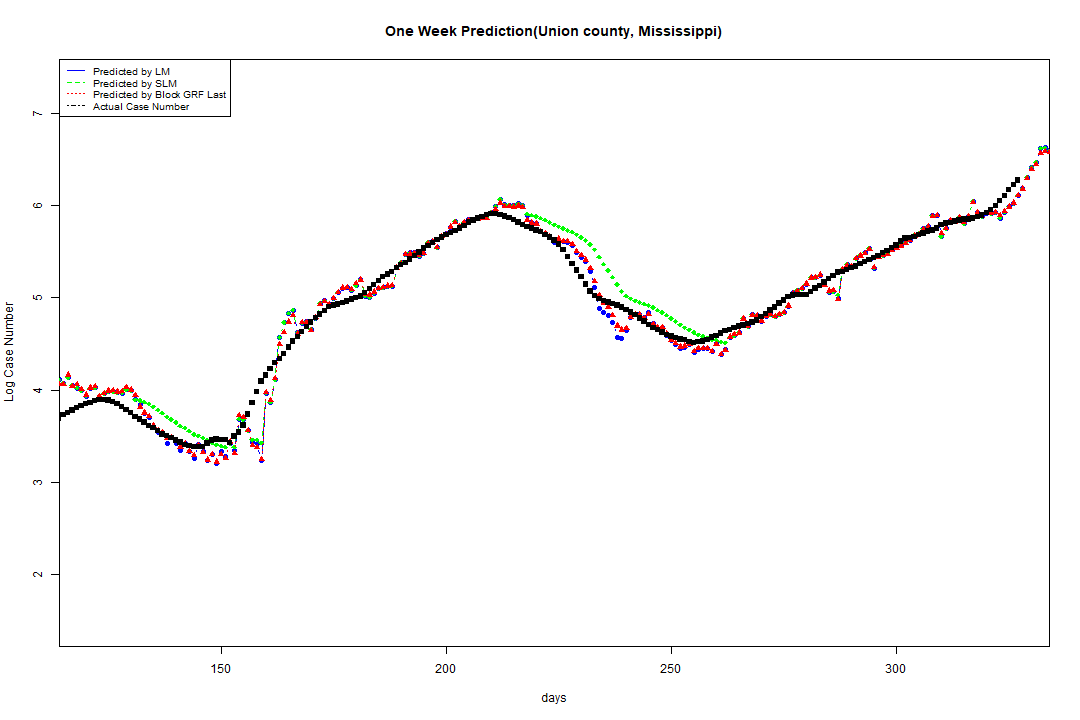 One Week Prediction(Union county, Mississippi)
Predicted by LM
Predicted by SLM
Predicted by Block GRF Last
Actual Case Number
7
6
5
4
3
2
Log Case Number
150 200 250 300
days